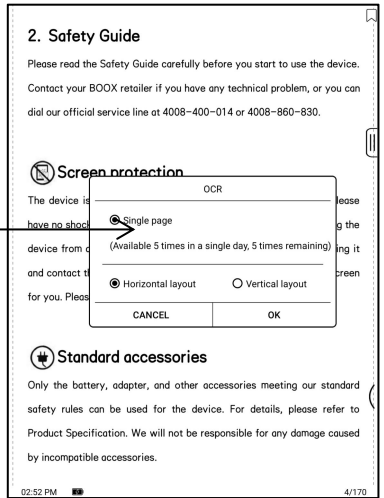 2. Safety Guide
Please read the Safety Guide carefully before you start to use the device.
Contact your BOOX retailer if you have any technical problem, or you can
dial our official service line at 4008-400-014 or 4008-860-830.
Screen protection
The device is lease
have no shock g the
device from d ing it
and contact th creen
for you. Pleas
OCR
Single page
(Available 5 times in a single day, 5 times remaining)
Horizontal layout Vertical layout
CANCEL OK
Standard accessories
Only the battery, adapter, and other accessories meeting our standard
safety rules can be used for the device. For details, please refer to
Product Specification. We will not be responsible for any damage caused
by incompatible accessories.
02:52 PM 4/170